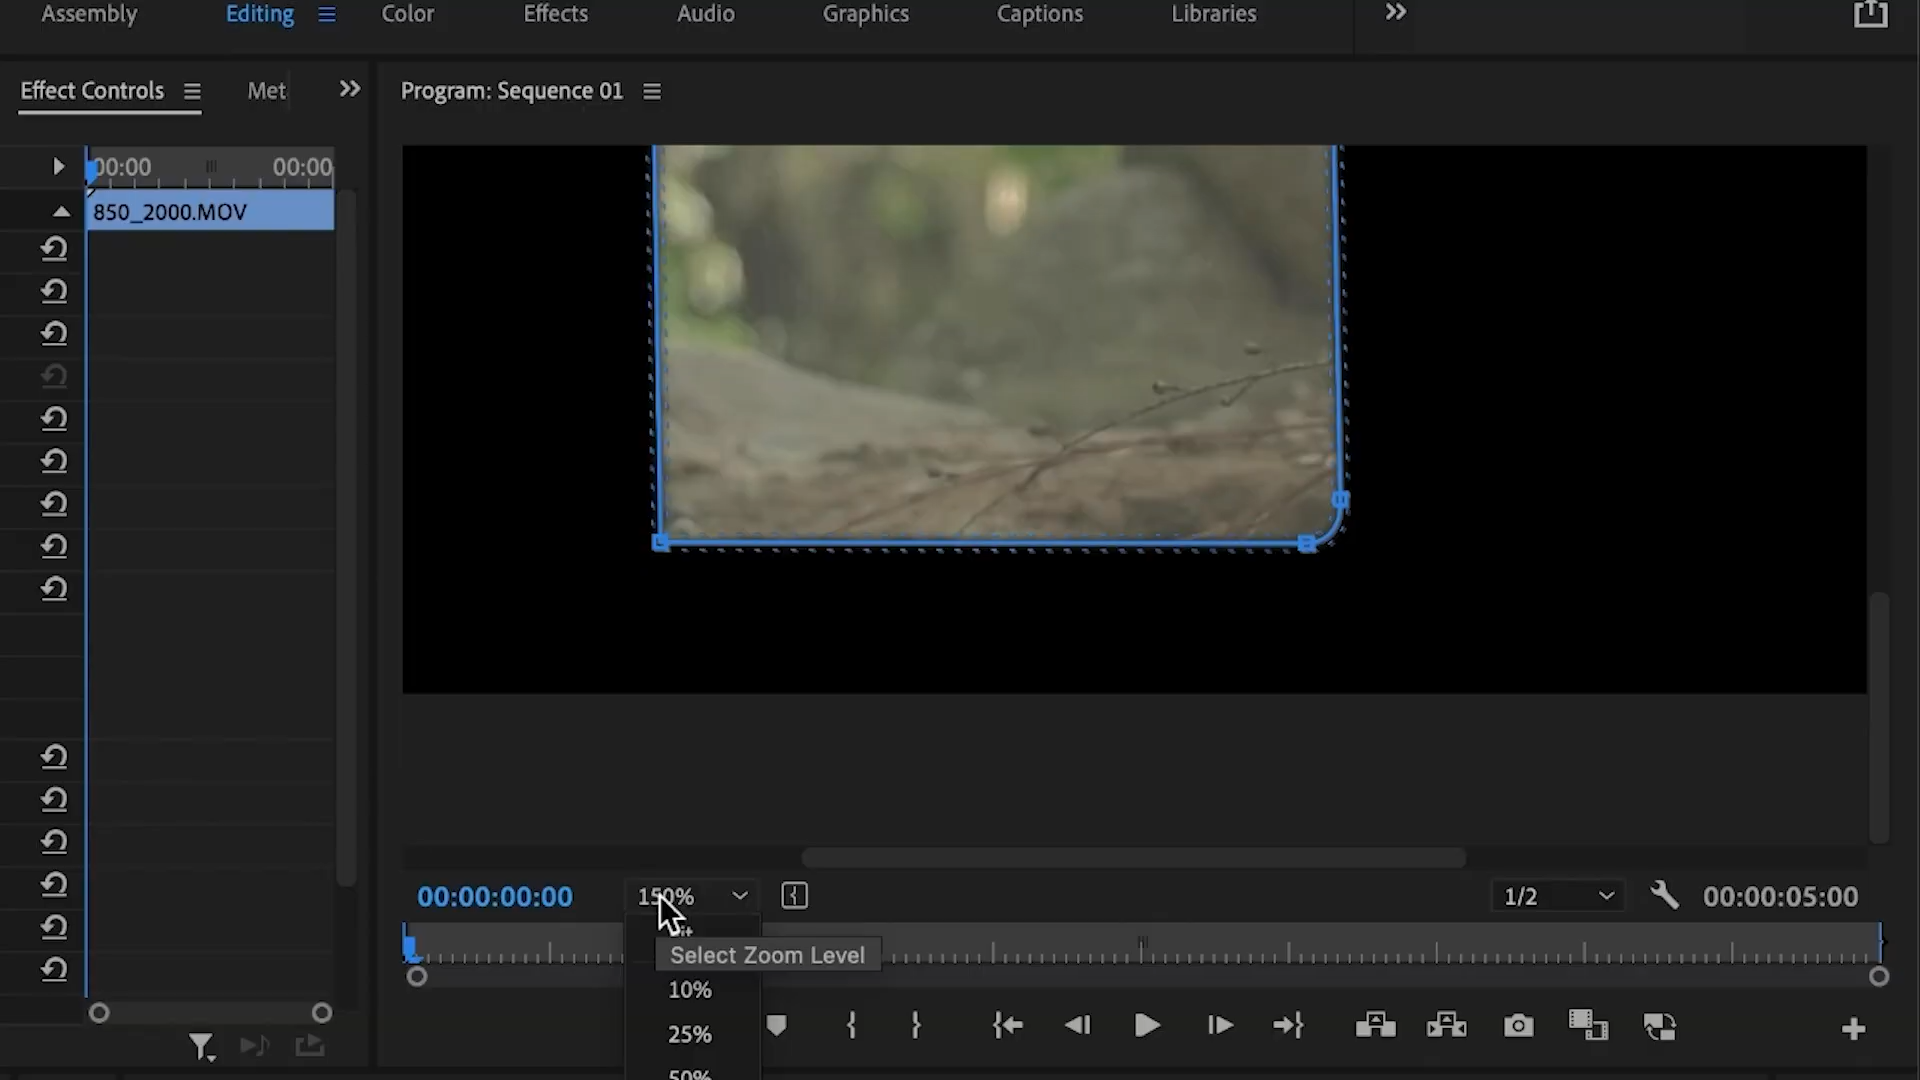 Assembly
Editing
Color
Effects
Audio
Graphics
Captions
Libraries
Effect Controls
Met
Program: Sequence 01
00:00
00:00
850_2000.MOV
00:00:00:00
150%
1/2
00:00:05:00
Select Zoom Level
10%
25%
50%